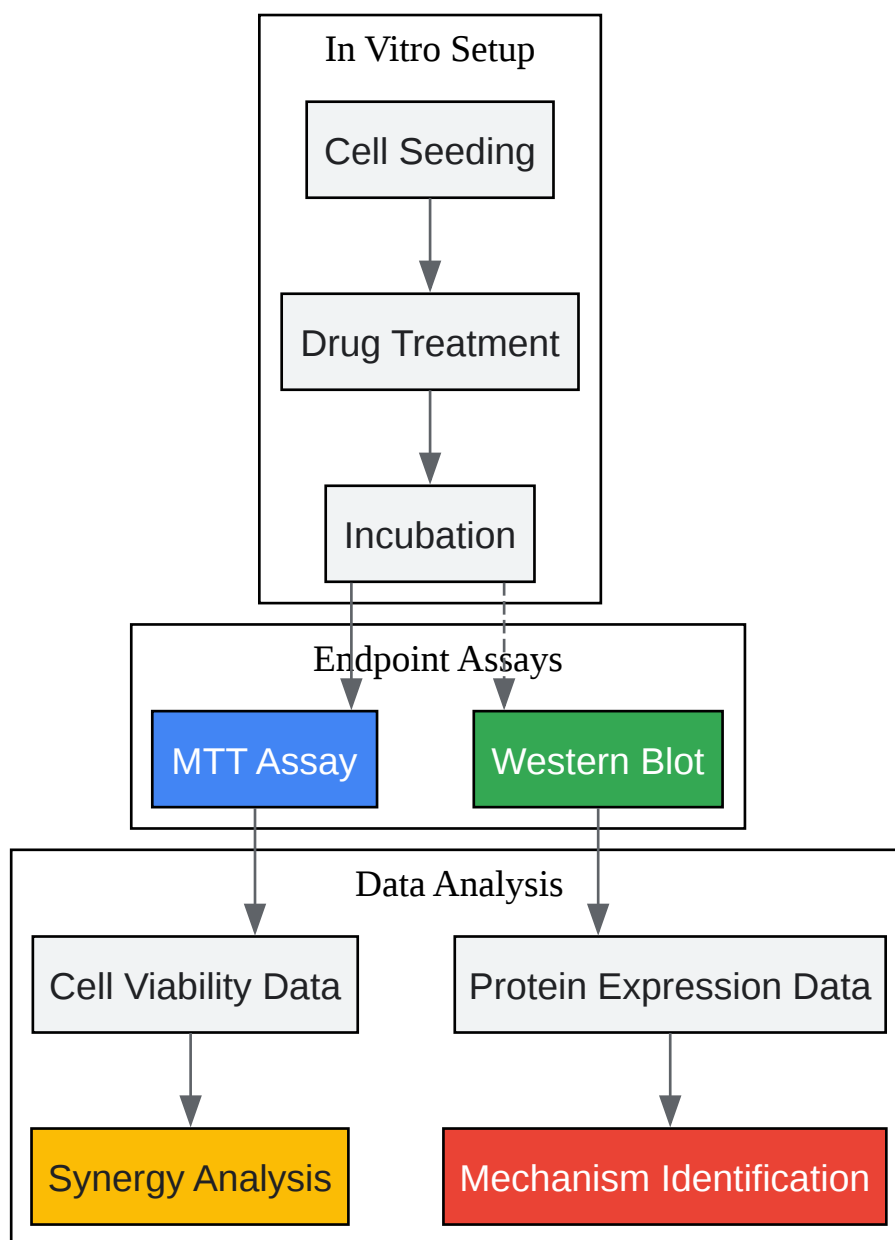 In Vitro Setup
Cell Seeding
Drug Treatment
Incubation
Endpoint Assays
MTT Assay
Western Blot
Data Analysis
Cell Viability Data
Protein Expression Data
Synergy Analysis
Mechanism Identification